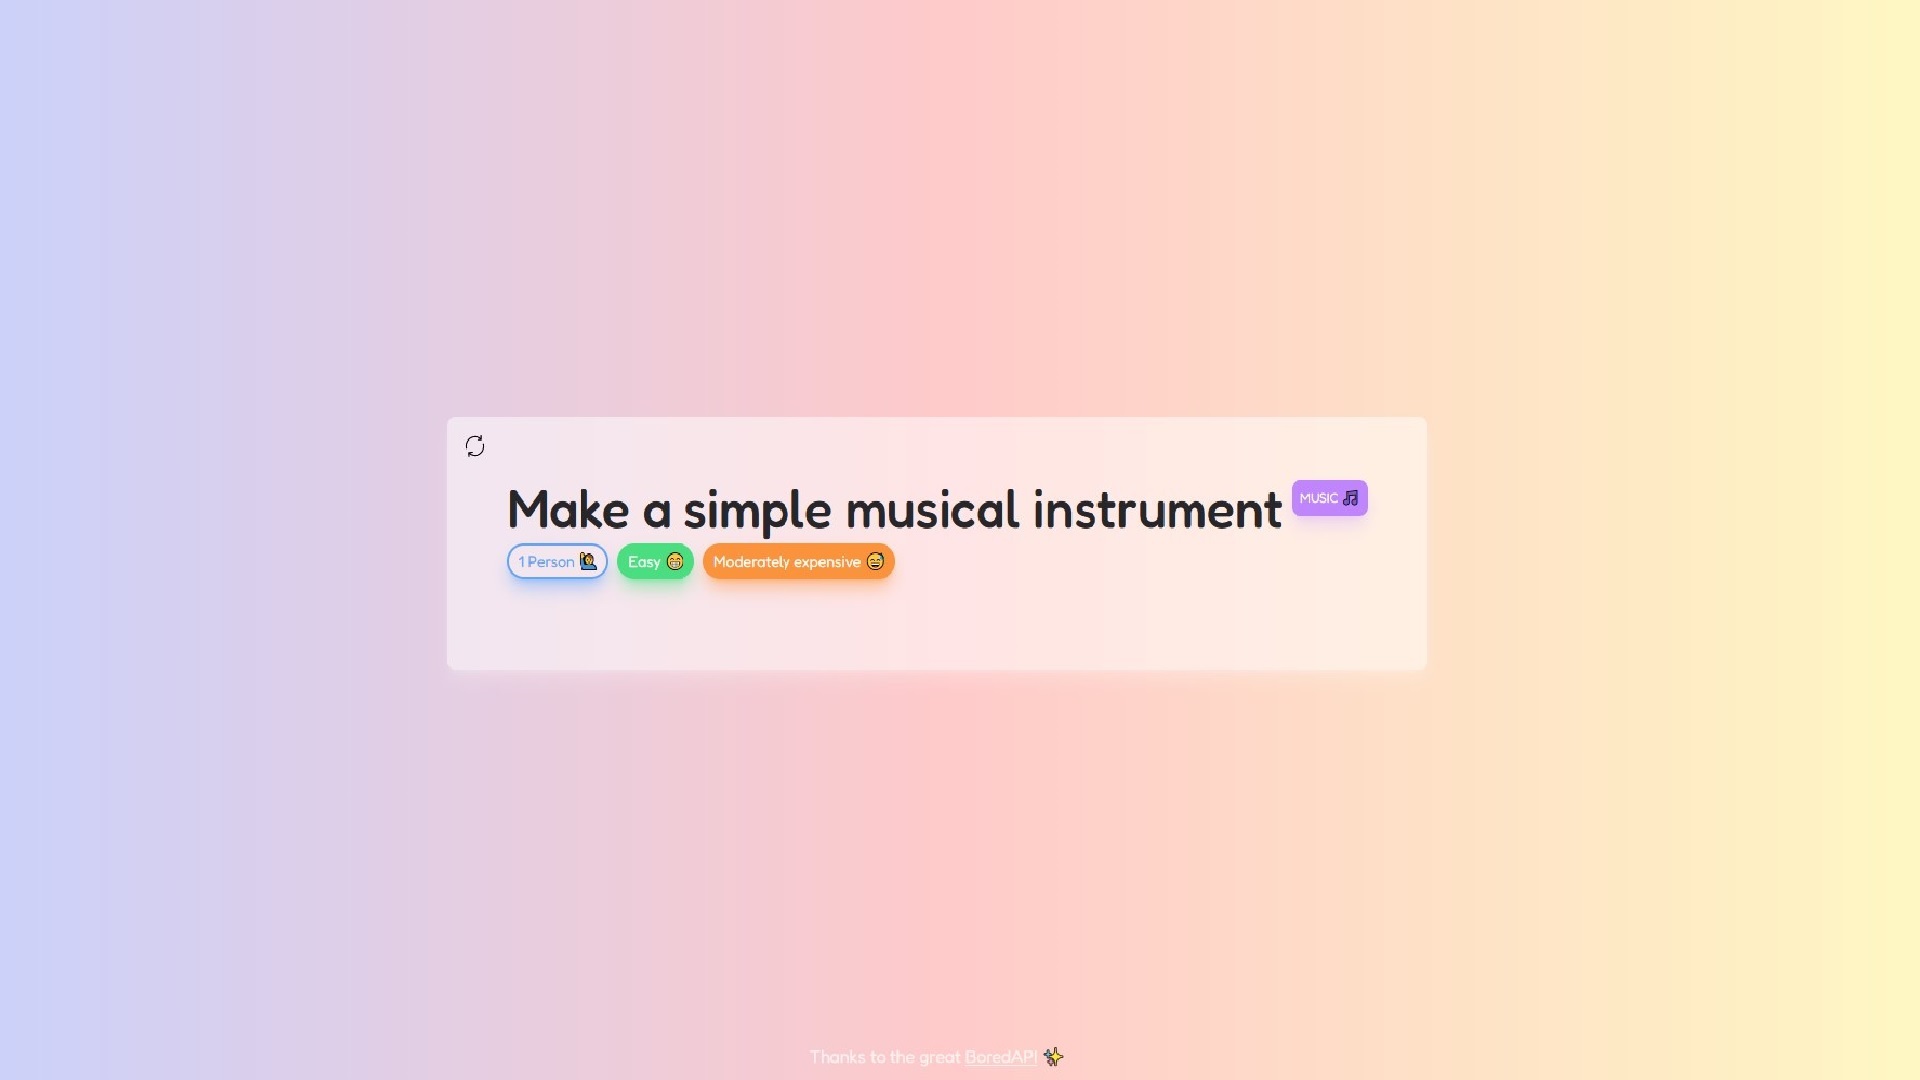 Make a simple musical instrument MUSIC 🎵
1 Person 🙋 Easy 😁 Moderately expensive 😅
Thanks to the great BoredAPI ✨